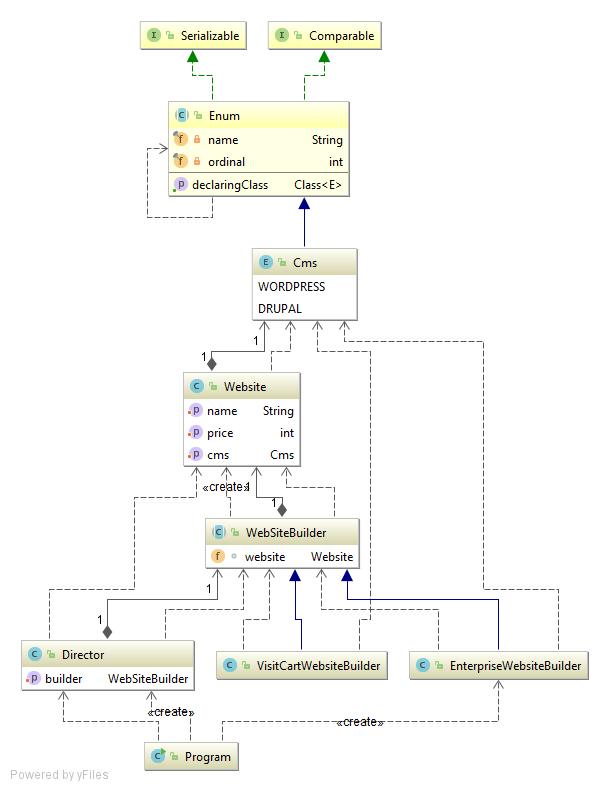 Serializable
Comparable
Enum
name String
ordinal int
declaringClass Class<E>
Cms
WORDPRESS
DRUPAL
1
1
Website
name String
price int
cms Cms
«create»
1
1
WebSiteBuilder
website Website
1
1
Director
builder WebSiteBuilder
VisitCartWebsiteBuilder
EnterpriseWebsiteBuilder
«create»
«create»
Program
Powered by yFiles